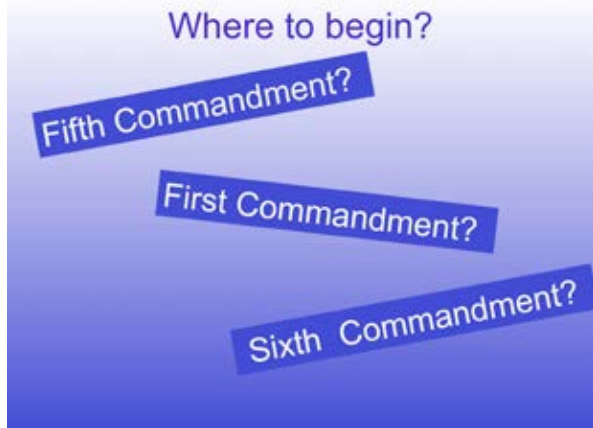 Where to begin?
Fifth Commandment?
First Commandment?
Sixth Commandment?